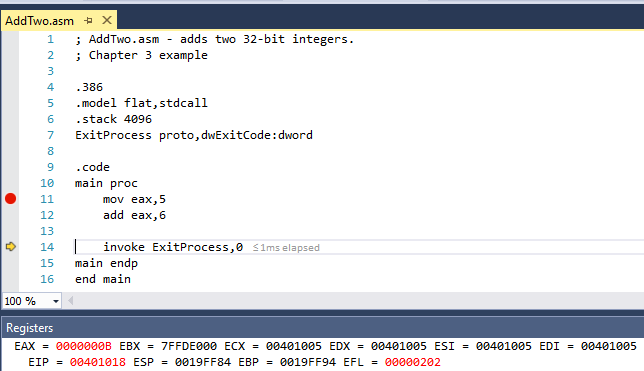 AddTwo.asm
1 ; AddTwo.asm - adds two 32-bit integers.
2 ; Chapter 3 example
3
4 .386
5 .model flat,stdcall
6 .stack 4096
7 ExitProcess proto,dwExitCode:dword
8
9 .code
10 main proc
11 mov eax,5
12 add eax,6
13
14 invoke ExitProcess,0 ≤1ms elapsed
15 main endp
16 end main
100 %
Registers
EAX = 0000000B EBX = 7FFDE000 ECX = 00401005 EDX = 00401005 ESI = 00401005 EDI = 00401005
EIP = 00401018 ESP = 0019FF84 EBP = 0019FF94 EFL = 00000202